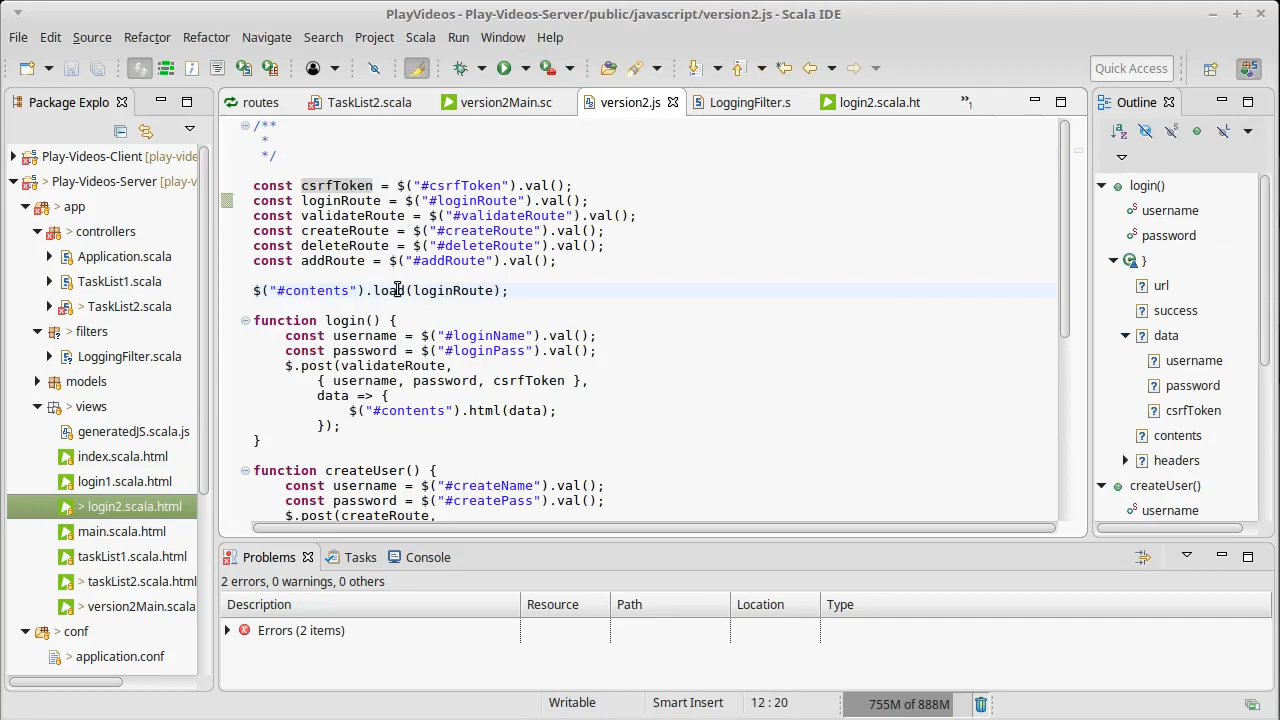 PlayVideos - Play-Videos-Server/public/javascript/version2.js - Scala IDE
File Edit Source Refactor Refactor Navigate Search Project Scala Run Window Help
Quick Access
Package Explo
Play-Videos-Client [play-vide
> Play-Videos-Server [play-v
> app
> controllers
Application.scala
TaskList1.scala
> TaskList2.scala
> filters
LoggingFilter.scala
models
> views
generatedJS.scala.js
index.scala.html
login1.scala.html
> login2.scala.html
main.scala.html
taskList1.scala.html
> taskList2.scala.html
> version2Main.scala
> conf
> application.conf
routes TaskList2.scala version2Main.sc version2.js LoggingFilter.s login2.scala.ht »1
/**
*
*/
const csrfToken = $("#csrfToken").val();
const loginRoute = $("#loginRoute").val();
const validateRoute = $("#validateRoute").val();
const createRoute = $("#createRoute").val();
const deleteRoute = $("#deleteRoute").val();
const addRoute = $("#addRoute").val();
$("#contents").load(loginRoute);
function login() {
const username = $("#loginName").val();
const password = $("#loginPass").val();
$.post(validateRoute,
{ username, password, csrfToken },
data => {
$("#contents").html(data);
});
}
function createUser() {
const username = $("#createName").val();
const password = $("#createPass").val();
$.post(createRoute,
Outline
login()
username
password
}
url
success
data
username
password
csrfToken
contents
headers
createUser()
username
Problems Tasks Console
2 errors, 0 warnings, 0 others
Description Resource Path Location Type
Errors (2 items)
Writable Smart Insert 12 : 20 755M of 888M